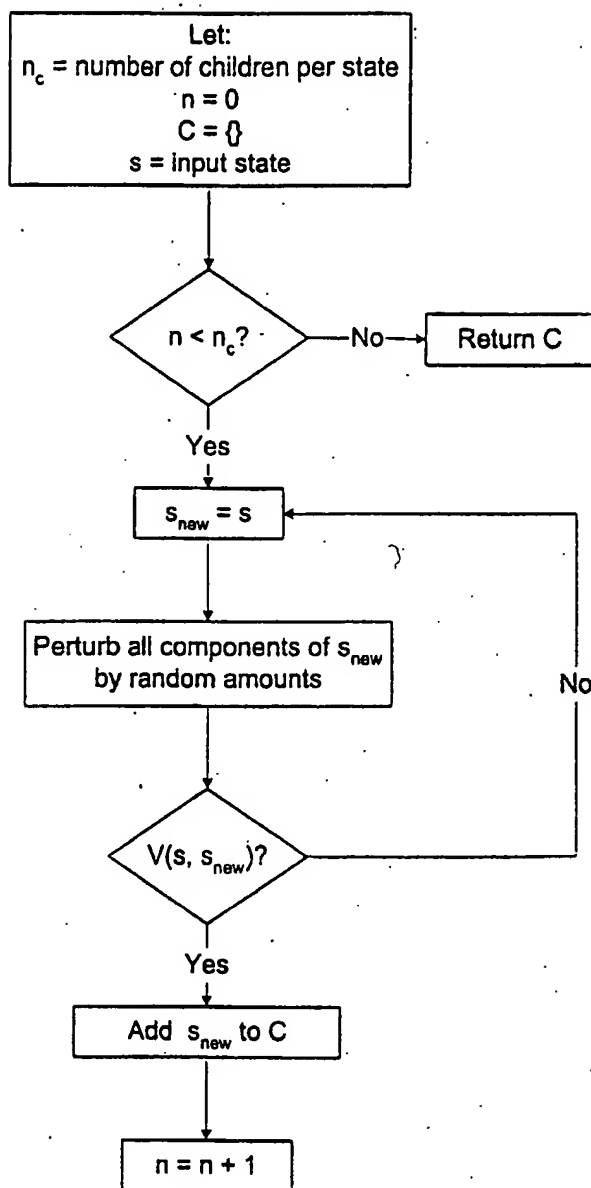 Let:
n_c = number of children per state
n = 0
C = {}
s = input state
n < n_c?
No
Return C
Yes
s_new = s
Perturb all components of s_new
by random amounts
No
V(s, s_new)?
Yes
Add s_new to C
n = n + 1